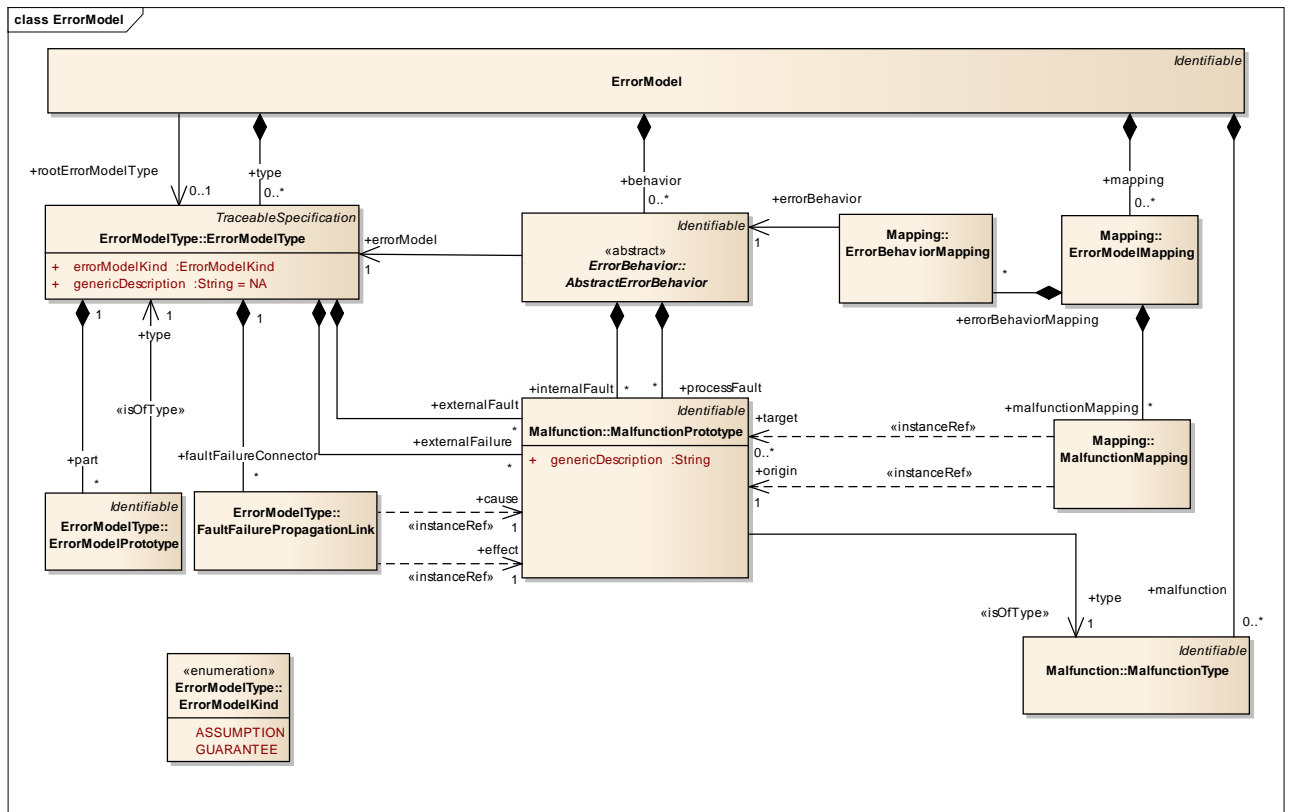 class ErrorModel
Identifiable
ErrorModel
+rootErrorModelType
0..1
+type
0..*
+behavior
0..*
+mapping
0..*
TraceableSpecification
ErrorModelType::ErrorModelType
+ errorModelKind :ErrorModelKind
+ genericDescription :String = NA
+errorModel
1
Identifiable
«abstract»
ErrorBehavior::
AbstractErrorBehavior
+errorBehavior
1
Mapping::
ErrorBehaviorMapping
*
+errorBehaviorMapping
Mapping::
ErrorModelMapping
1
+type
1
1
«isOfType»
+part
*
+faultFailureConnector
*
+externalFault
*
+externalFailure
*
+internalFault
*
*
+processFault
Identifiable
Malfunction::MalfunctionPrototype
+ genericDescription :String
+target
0..*
«instanceRef»
+origin
1
«instanceRef»
+malfunctionMapping
*
Mapping::
MalfunctionMapping
Identifiable
ErrorModelType::
ErrorModelPrototype
ErrorModelType::
FaultFailurePropagationLink
+cause
«instanceRef»
1
+effect
«instanceRef»
1
«isOfType»
+type
1
+malfunction
0..*
Identifiable
Malfunction::MalfunctionType
«enumeration»
ErrorModelType::
ErrorModelKind
ASSUMPTION
GUARANTEE